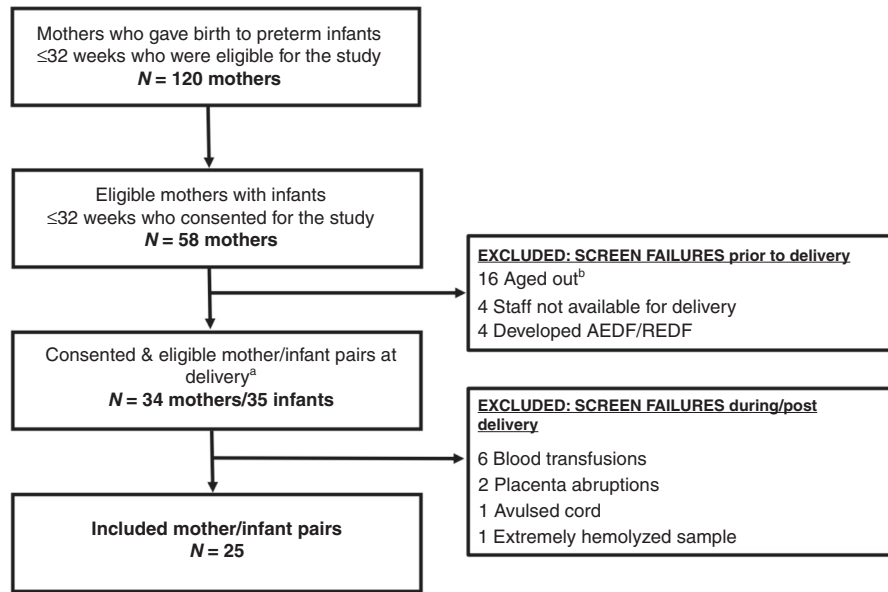 Mothers who gave birth to preterm infants
≤32 weeks who were eligible for the study
N = 120 mothers
Eligible mothers with infants
≤32 weeks who consented for the study
N = 58 mothers
EXCLUDED: SCREEN FAILURES prior to delivery
16 Aged outᵇ
4 Staff not available for delivery
4 Developed AEDF/REDF
Consented & eligible mother/infant pairs at
deliveryᵃ
N = 34 mothers/35 infants
EXCLUDED: SCREEN FAILURES during/post
delivery
6 Blood transfusions
2 Placenta abruptions
1 Avulsed cord
1 Extremely hemolyzed sample
Included mother/infant pairs
N = 25